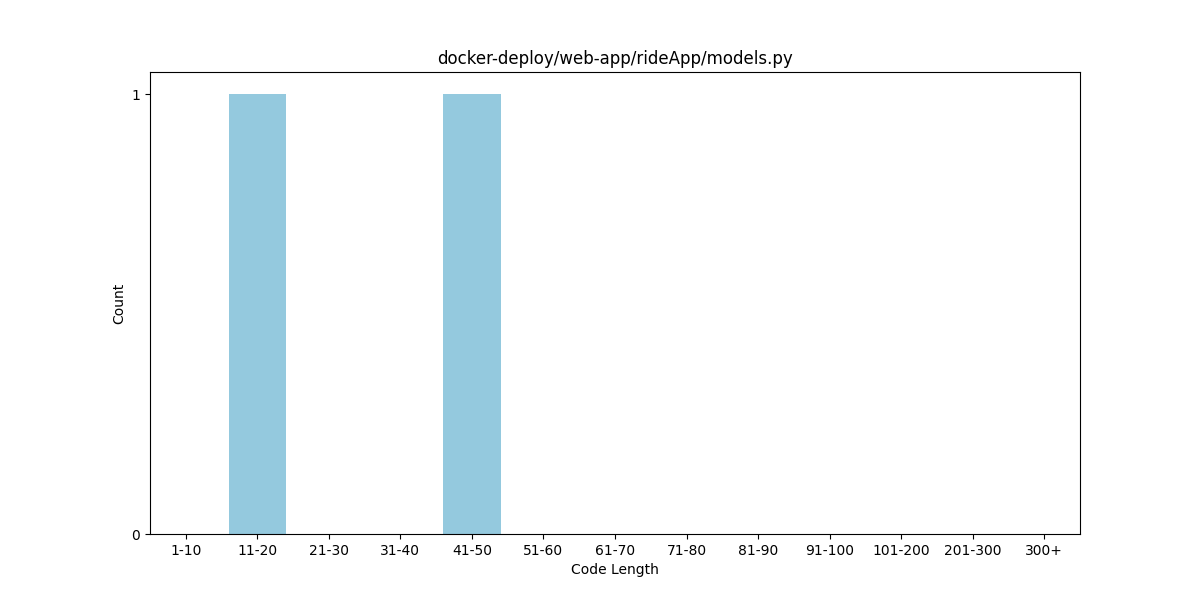 docker-deploy/web-app/rideApp/models.py
1
Count
0
1-10 11-20 21-30 31-40 41-50 51-60 61-70 71-80 81-90 91-100 101-200 201-300 300+
Code Length